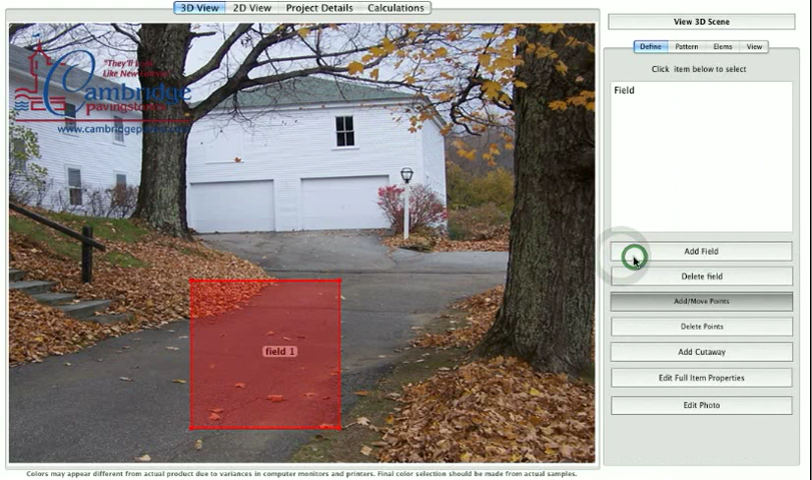 3D View 2D View Project Details Calculations
View 3D Scene
Define Pattern Elems View
Click item below to select
Field
"They'll
Like New
Cambridge
pavingstones
www.cambridgepavers
Add Field
Delete field
Add/Move Points
Delete Points
Add Cutaway
Edit Full Item Properties
Edit Photo
field 1
Colors may appear different from actual product due to variances in computer monitors and printers. Final color selection should be made from actual samples.